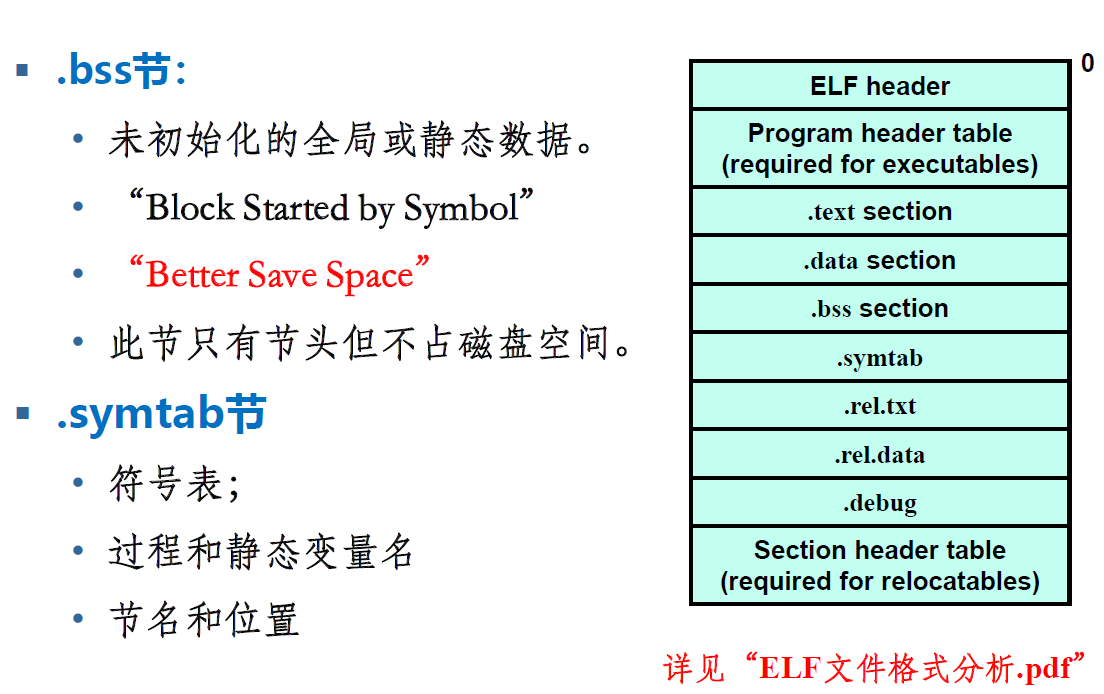 .bss节：
未初始化的全局或静态数据。
“Block Started by Symbol”
“Better Save Space”
此节只有节头但不占磁盘空间。
.symtab节
符号表；
过程和静态变量名
节名和位置
0
ELF header
Program header table
(required for executables)
.text section
.data section
.bss section
.symtab
.rel.txt
.rel.data
.debug
Section header table
(required for relocatables)
详见“ELF文件格式分析.pdf”